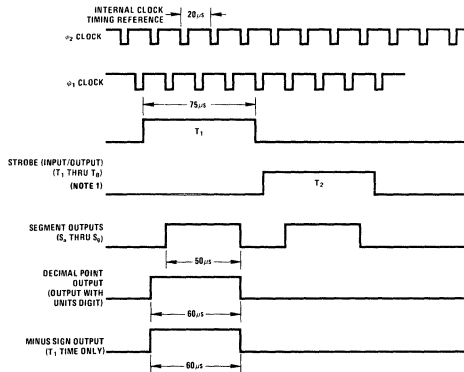 INTERNAL CLOCK
TIMING REFERENCE
20μs
φ2 CLOCK
φ1 CLOCK
75μs
T1
STROBE (INPUT/OUTPUT)
(T1 THRU T8)
(NOTE 1)
T2
SEGMENT OUTPUTS
(Sa THRU Sg)
50μs
DECIMAL POINT
OUTPUT
(OUTPUT WITH
UNITS DIGIT)
60μs
MINUS SIGN OUTPUT
(T1 TIME ONLY)
60μs